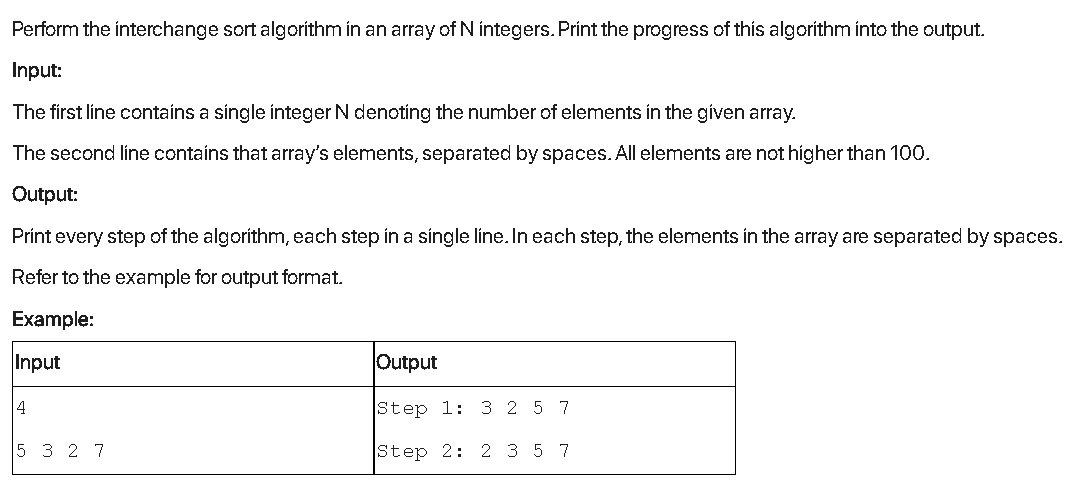 Perform the interchange sort algorithm in an array of N integers. Print the progress of this algorithm into the output.
Input:
The first line contains a single integer N denoting the number of elements in the given array.
The second line contains that array's elements, separated by spaces. All elements are not higher than 100.
Output:
Print every step of the algorithm, each step in a single line. In each step, the elements in the array are separated by spaces.
Refer to the example for output format.
Example:
Input Output
4 Step 1: 3 2 5 7
5 3 2 7 Step 2: 2 3 5 7